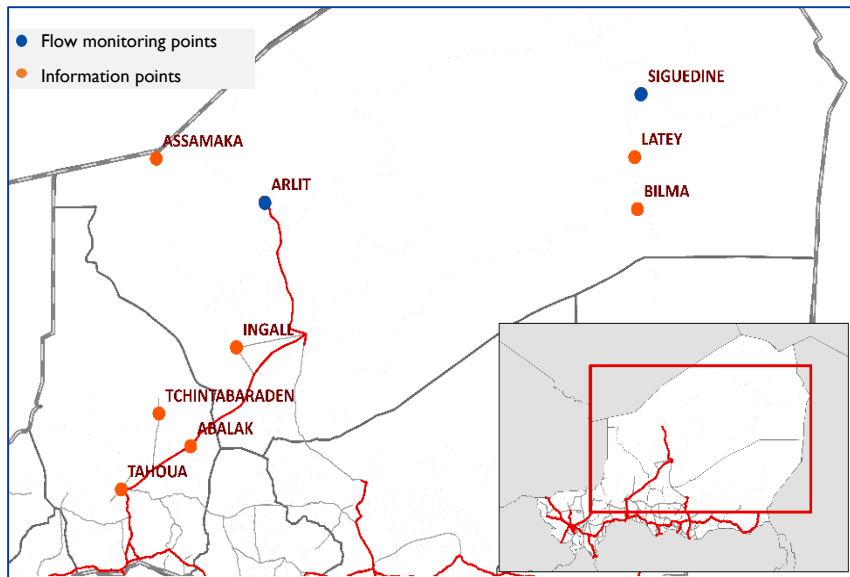 Flow monitoring points
Information points
SIGUEDINE
ASSAMAKA
LATEY
ARLIT
BILMA
INGALL
TCHINTABARADEN
ABALAK
TAHOUA